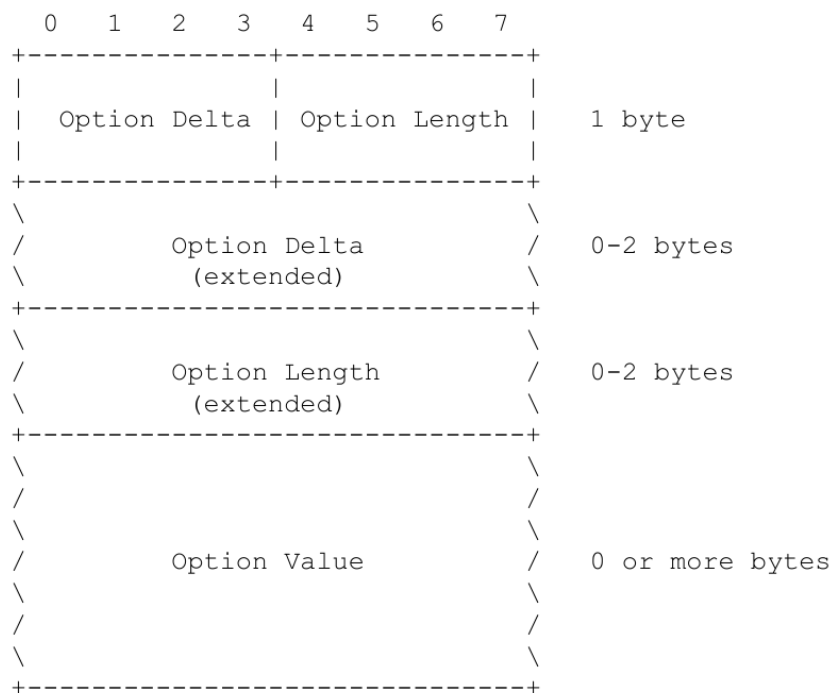 0 1 2 3 4 5 6 7
Option Delta | Option Length 1 byte
Option Delta 0-2 bytes
(extended)
Option Length 0-2 bytes
(extended)
Option Value 0 or more bytes